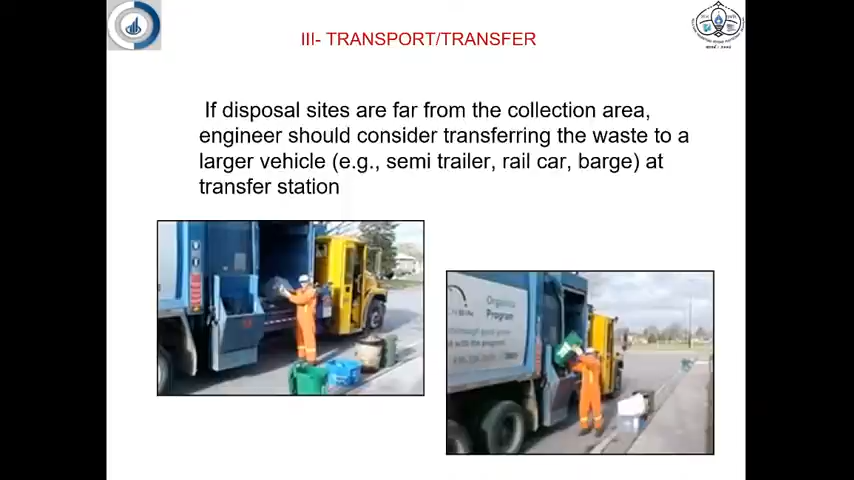 III- TRANSPORT/TRANSFER
If disposal sites are far from the collection area,
engineer should consider transferring the waste to a
larger vehicle (e.g., semi trailer, rail car, barge) at
transfer station
Organics
Program